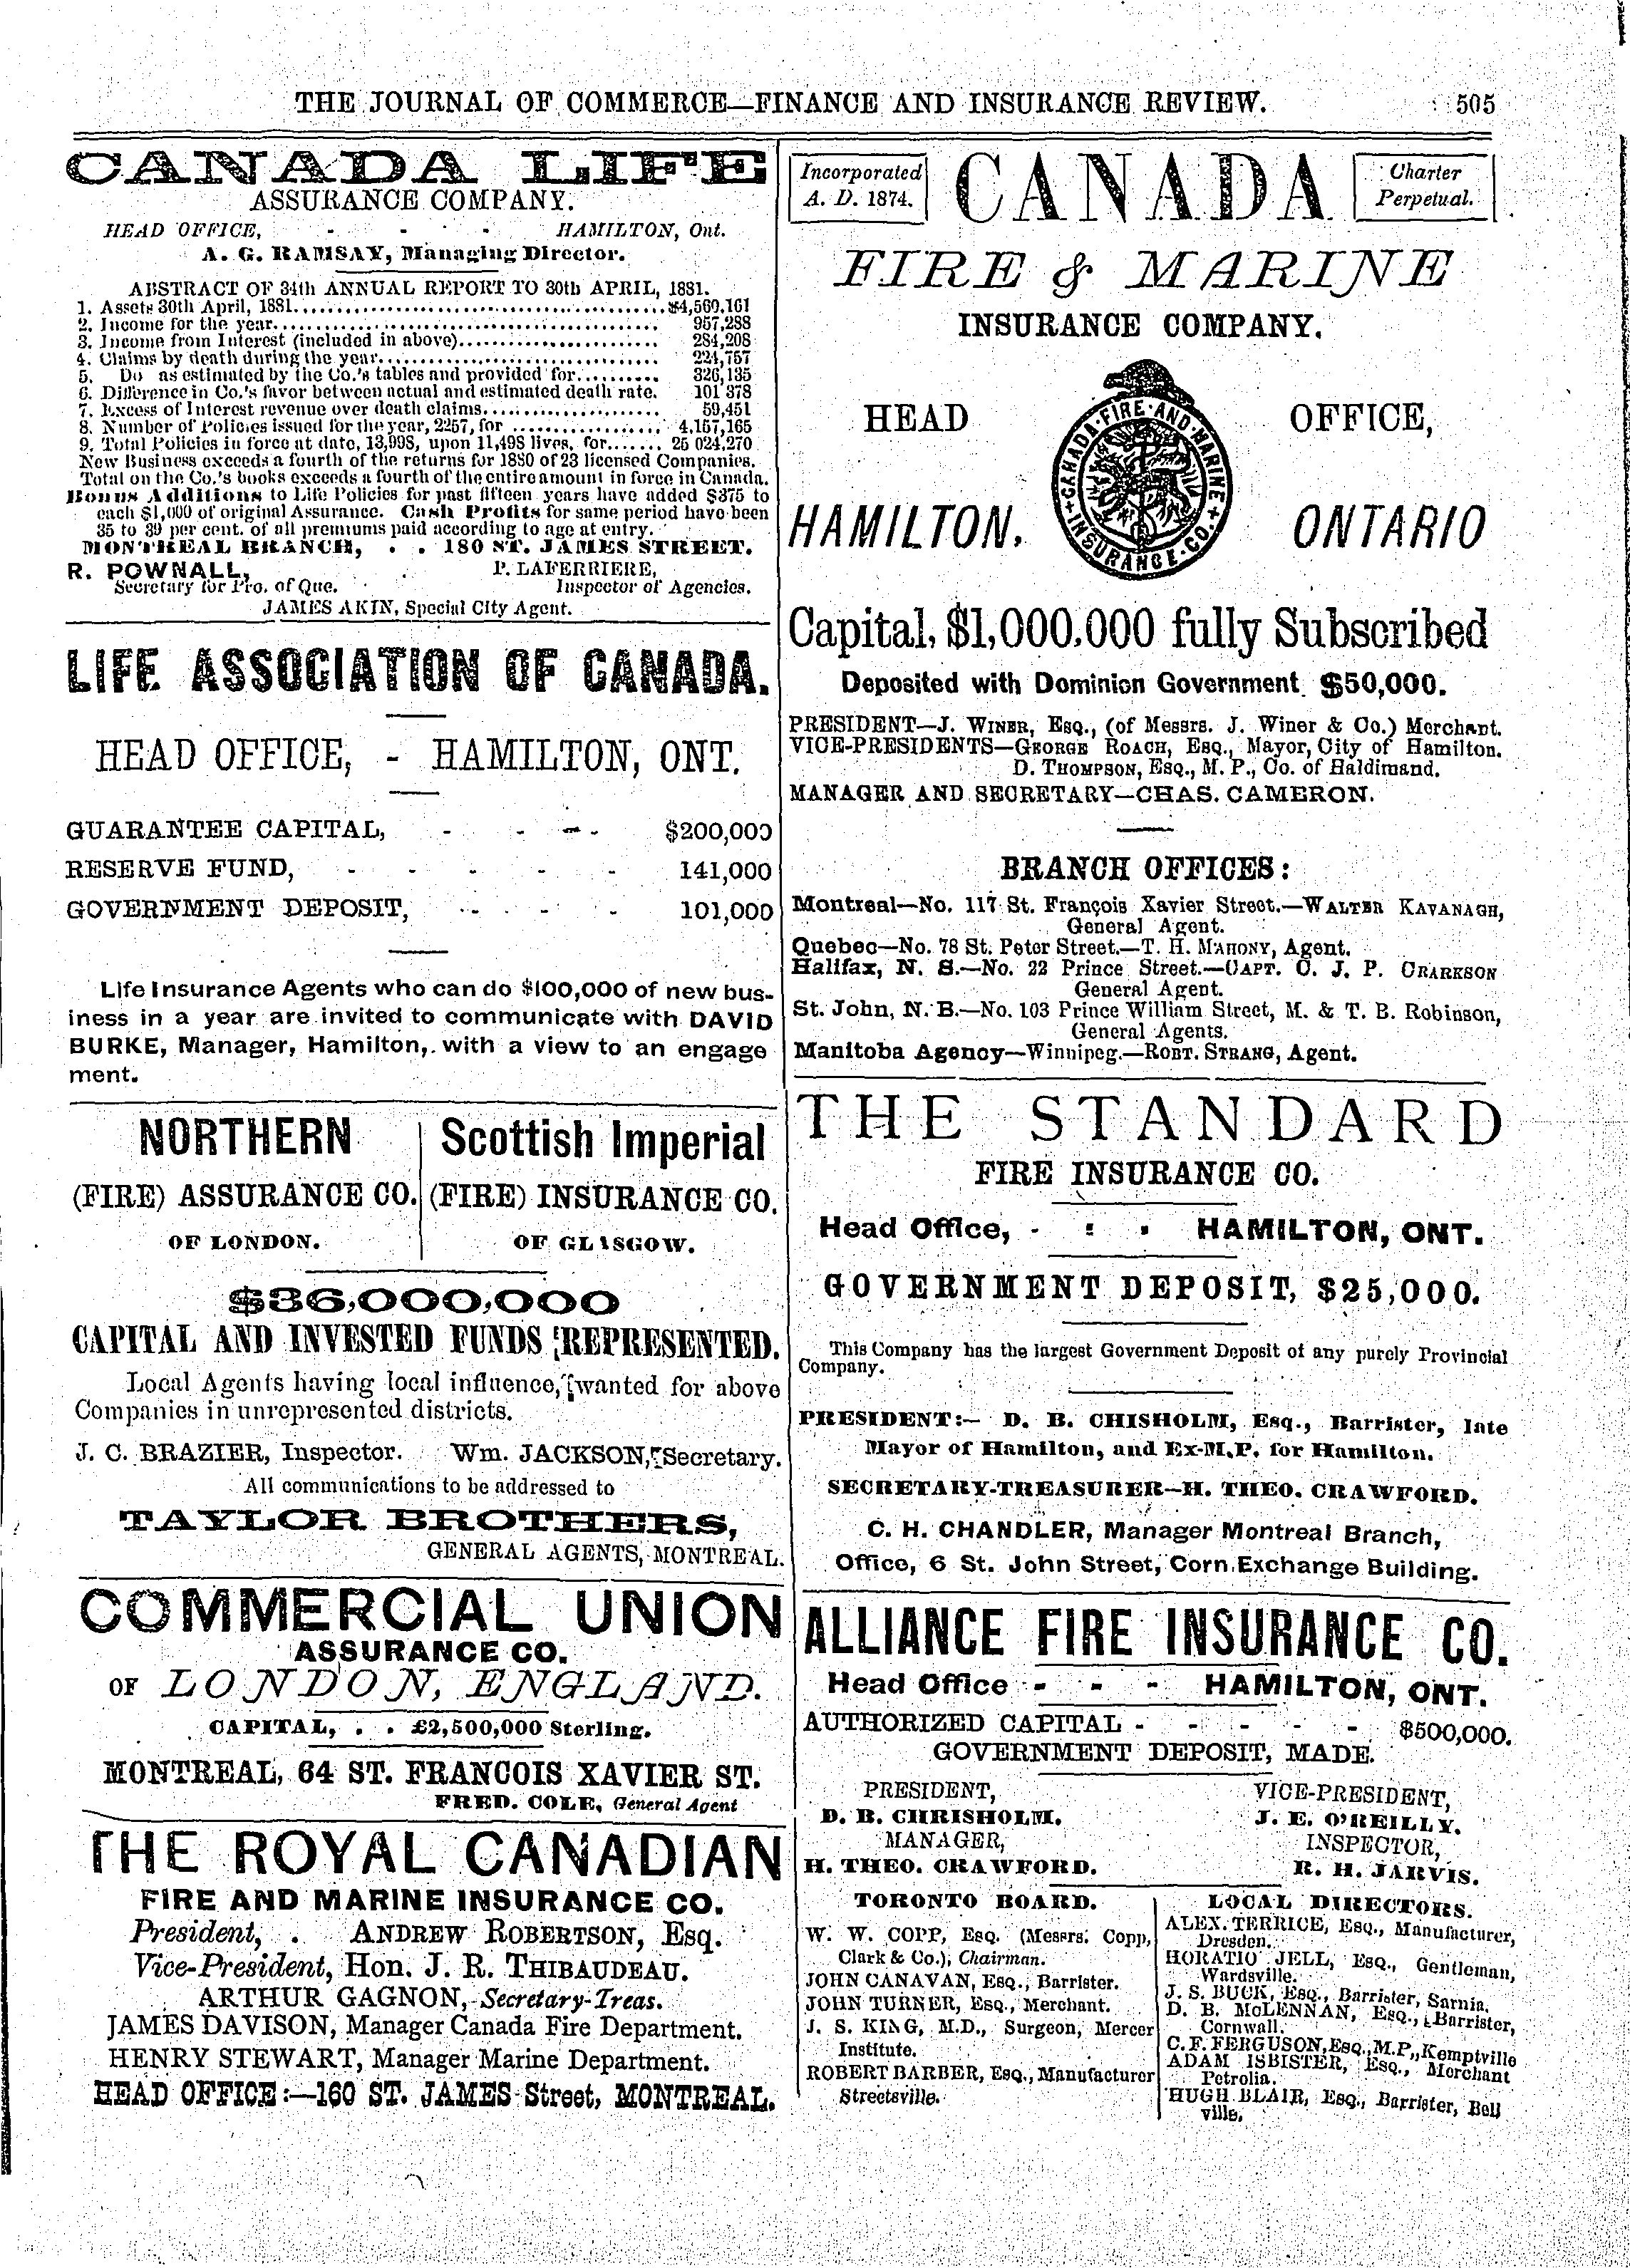 THE JOURNAL OF COMMERCE—FINANCE AND INSURANCE REVIEW. 505
CANADA LIFE
ASSURANCE COMPANY.
HEAD OFFICE, - - - HAMILTON, Ont.
A. G. RAMSAY, Managing Director.
ABSTRACT OF 34th ANNUAL REPORT TO 30th APRIL, 1881.
1. Assets 30th April, 1881.......... $4,560,161
2. Income for the year.......... 957,288
3. Income from Interest (included in above).......... 284,208
4. Claims by death during the year.......... 224,757
5. Do as estimated by the Co.'s tables and provided for.......... 326,135
6. Difference in Co.'s favor between actual and estimated death rate. 101 378
7. Excess of Interest revenue over death claims.......... 59,451
8. Number of Policies issued for the year, 2257, for .......... 4,157,165
9. Total Policies in force at date, 13,998, upon 11,498 lives, for....... 25 024,270
New Business exceeds a fourth of the returns for 1880 of 23 licensed Companies.
Total on the Co.'s books exceeds a fourth of the entire amount in force in Canada.
Bonus Additions to Life Policies for past fifteen years have added $375 to
each $1,000 of original Assurance. Cash Profits for same period have been
35 to 39 per cent. of all premiums paid according to age at entry.
MONTREAL BRANCH, . . 180 ST. JAMES STREET.
R. POWNALL, P. LAFERRIERE,
Secretary for Pro. of Que. Inspector of Agencies.
JAMES AKIN, Special City Agent.
LIFE ASSOCIATION OF CANADA.
HEAD OFFICE, - HAMILTON, ONT.
GUARANTEE CAPITAL, - - - - $200,000
RESERVE FUND, - - - - - 141,000
GOVERNMENT DEPOSIT, - - - 101,000
Life Insurance Agents who can do $100,000 of new bus-
iness in a year are invited to communicate with DAVID
BURKE, Manager, Hamilton, with a view to an engage
ment.
NORTHERN
(FIRE) ASSURANCE CO.
OF LONDON.
Scottish Imperial
(FIRE) INSURANCE CO.
OF GLASGOW.
$36,000,000
CAPITAL AND INVESTED FUNDS REPRESENTED.
Local Agents having local influence, wanted for above
Companies in unrepresented districts.
J. C. BRAZIER, Inspector. Wm. JACKSON, Secretary.
All communications to be addressed to
TAYLOR BROTHERS,
GENERAL AGENTS, MONTREAL.
COMMERCIAL UNION
ASSURANCE CO.
OF LONDON, ENGLAND.
CAPITAL, . . £2,500,000 Sterling.
MONTREAL, 64 ST. FRANCOIS XAVIER ST.
FRED. COLE, General Agent
THE ROYAL CANADIAN
FIRE AND MARINE INSURANCE CO.
President, . ANDREW ROBERTSON, Esq.
Vice-President, Hon. J. R. THIBAUDEAU.
ARTHUR GAGNON, Secretary-Treas.
JAMES DAVISON, Manager Canada Fire Department.
HENRY STEWART, Manager Marine Department.
HEAD OFFICE:—160 ST. JAMES Street, MONTREAL.
Incorporated
A. D. 1874.
CANADA
Charter
Perpetual.
FIRE & MARINE
INSURANCE COMPANY.
HEAD OFFICE,
CANADA FIRE AND MARINE INSURANCE CO.
HAMILTON. ONTARIO
Capital, $1,000,000 fully Subscribed
Deposited with Dominion Government $50,000.
PRESIDENT—J. WINER, ESQ., (of Messrs. J. Winer & Co.) Merchant.
VICE-PRESIDENTS—GEORGE ROACH, ESQ., Mayor, City of Hamilton.
D. THOMPSON, ESQ., M. P., Co. of Haldimand.
MANAGER AND SECRETARY—CHAS. CAMERON.
BRANCH OFFICES:
Montreal—No. 117 St. François Xavier Street.—WALTER KAVANAGH,
General Agent.
Quebec—No. 78 St. Peter Street.—T. H. MAHONY, Agent.
Halifax, N. S.—No. 22 Prince Street.—CAPT. C. J. P. CRARKSON
General Agent.
St. John, N. B.—No. 103 Prince William Street, M. & T. B. Robinson,
General Agents.
Manitoba Agency—Winnipeg.—ROBT. STRANG, Agent.
THE STANDARD
FIRE INSURANCE CO.
Head Office, - : - HAMILTON, ONT.
GOVERNMENT DEPOSIT, $25,000.
This Company has the largest Government Deposit of any purely Provincial
Company.
PRESIDENT:— D. B. CHISHOLM, Esq., Barrister, late
Mayor of Hamilton, and Ex-M.P. for Hamilton.
SECRETARY-TREASURER—H. THEO. CRAWFORD.
C. H. CHANDLER, Manager Montreal Branch,
Office, 6 St. John Street, Corn Exchange Building.
ALLIANCE FIRE INSURANCE CO.
Head Office - - - HAMILTON, ONT.
AUTHORIZED CAPITAL - - - - - $500,000.
GOVERNMENT DEPOSIT, MADE.
PRESIDENT, VICE-PRESIDENT,
D. B. CHRISHOLM. J. E. O'REILLY.
MANAGER, INSPECTOR,
H. THEO. CRAWFORD. R. H. JARVIS.
TORONTO BOARD.
W. W. COPP, ESQ. (Messrs. Copp,
Clark & Co.), Chairman.
JOHN CANAVAN, ESQ., Barrister.
JOHN TURNER, ESQ., Merchant.
J. S. KING, M.D., Surgeon, Mercer
Institute.
ROBERT BARBER, ESQ., Manufacturer
Streetsville.
LOCAL DIRECTORS.
ALEX. TERRICE, ESQ., Manufacturer,
Dresden.
HORATIO JELL, ESQ., Gentleman,
Wardsville.
J. S. BUCK, ESQ., Barrister, Sarnia.
D. B. McLENNAN, ESQ., Barrister,
Cornwall.
C. F. FERGUSON, ESQ., M.P., Kemptville
ADAM ISBISTER, ESQ., Merchant
Petrolia.
HUGH BLAIR, ESQ., Barrister, Bell
ville.